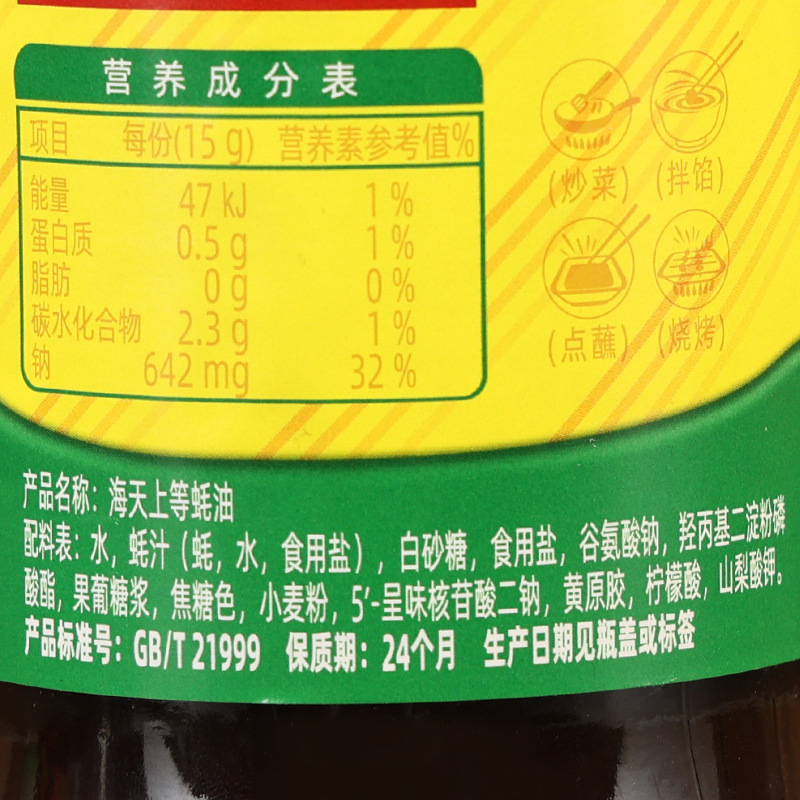 营养成分表
项目 每份(15 g) 营养素参考值%
能量 47 kJ 1 %
蛋白质 0.5 g 1 %
脂肪 0 g 0 %
碳水化合物 2.3 g 1 %
钠 642 mg 32 %
(炒菜) (拌馅)
(点蘸) (烧烤)
产品名称：海天上等蚝油
配料表：水，蚝汁（蚝，水，食用盐），白砂糖，食用盐，谷氨酸钠，羟丙基二淀粉磷
酸酯，果葡糖浆，焦糖色，小麦粉，5′-呈味核苷酸二钠，黄原胶，柠檬酸，山梨酸钾。
产品标准号：GB/T 21999 保质期：24个月 生产日期见瓶盖或标签